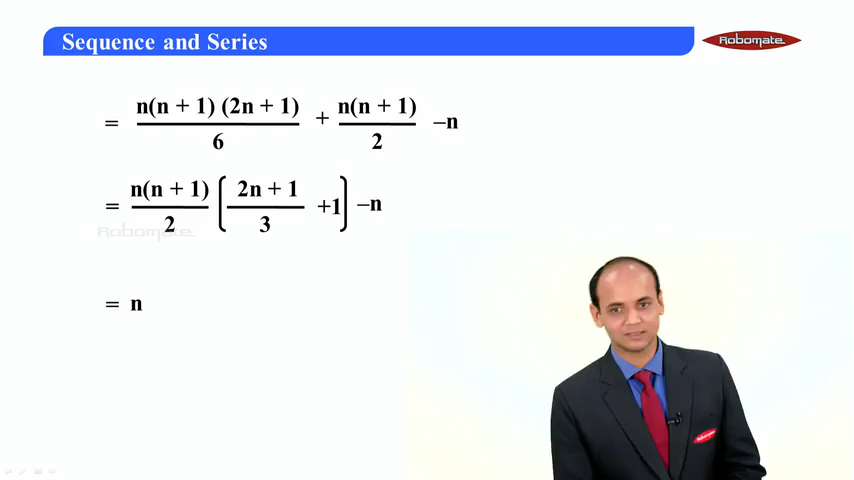 Sequence and Series
Robomate
= n(n + 1) (2n + 1) / 6 + n(n + 1) / 2 –n
= n(n + 1) / 2 [ 2n + 1 / 3 +1 ] –n
Robomate
= n
Robomate